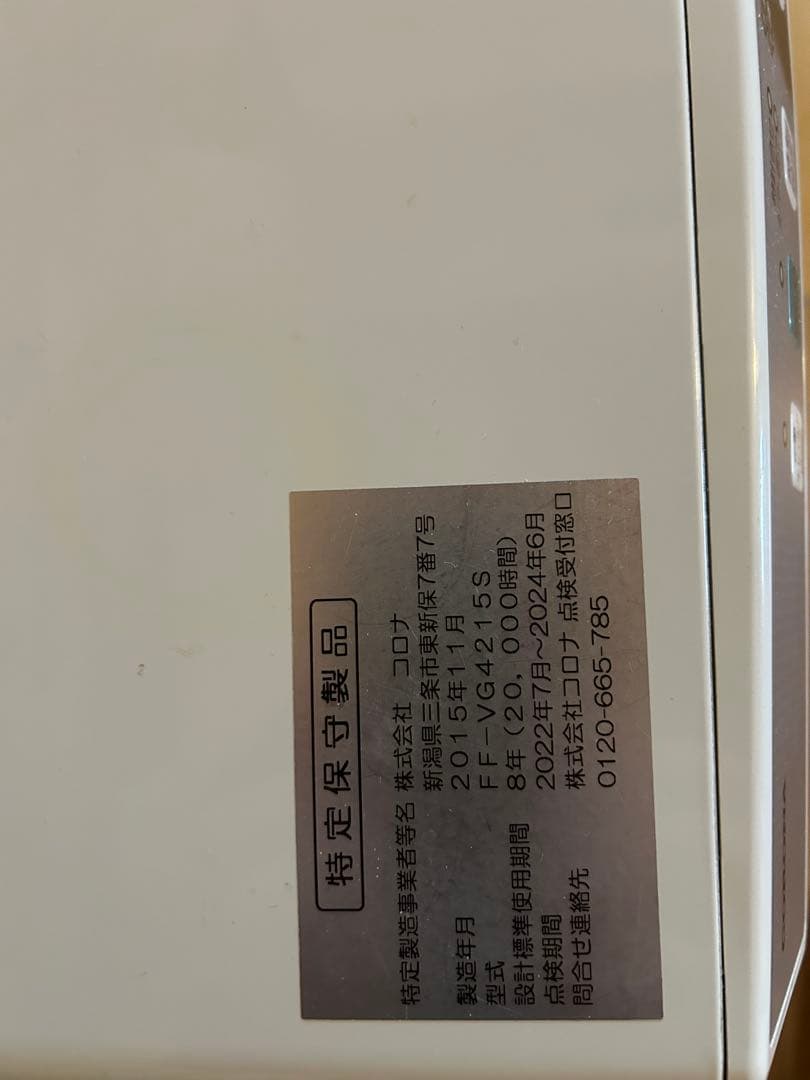 特定保守製品
特定製造事業者等名 株式会社 コロナ
新潟県三条市東新保7番7号
製造年月 2015年11月
型式 FF-VG4215S
設計標準使用期間 8年(20,000時間)
点検期間 2022年7月〜2024年6月
問合せ連絡先 株式会社コロナ 点検受付窓口
0120-665-785